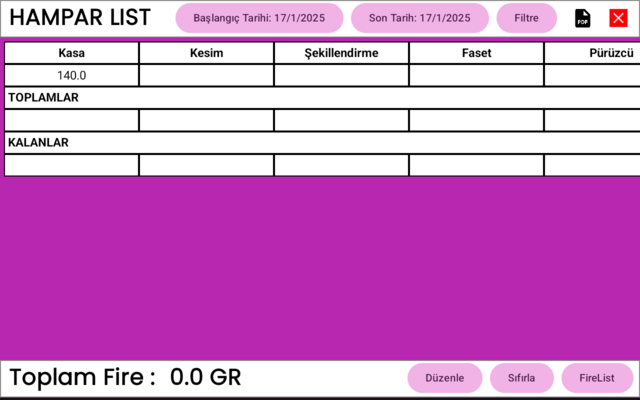 HAMPAR LIST
Başlangıç Tarihi: 17/1/2025
Son Tarih: 17/1/2025
Filtre
PDF
Kasa Kesim Şekillendirme Faset Pürüzcü
140.0
TOPLAMLAR
KALANLAR
Toplam Fire : 0.0 GR
Düzenle
Sıfırla
FireList